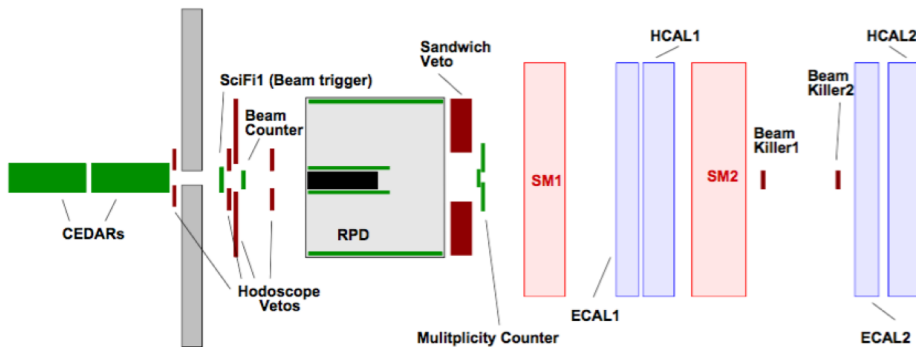 HCAL1
HCAL2
Sandwich
Veto
SciFi1 (Beam trigger)
Beam
Killer2
Beam
Counter
Beam
Killer1
SM1
SM2
CEDARs
RPD
Hodoscope
Vetos
ECAL1
Mulitplicity Counter
ECAL2